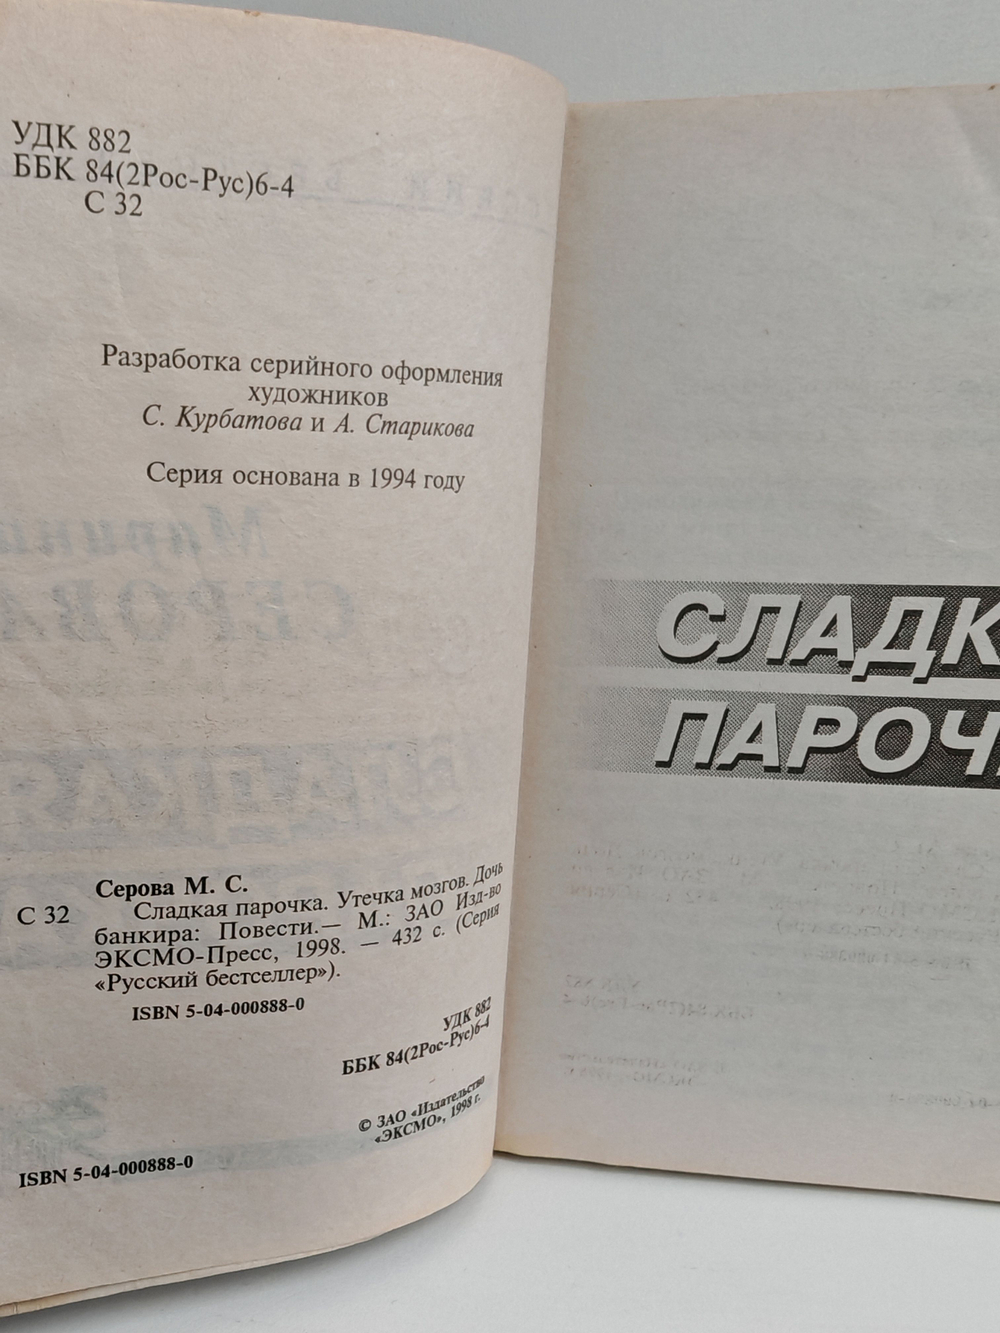 УДК 882
ББК 84(2Рос-Рус)6-4
С 32
Разработка серийного оформления
художников
С. Курбатова и А. Старикова
Серия основана в 1994 году
Серова М. С.
С 32 Сладкая парочка. Утечка мозгов. Дочь
банкира: Повести.— М.: ЗАО Изд-во
ЭКСМО-Пресс, 1998. — 432 с. (Серия
«Русский бестселлер»).
ISBN 5-04-000888-0
УДК 882
ББК 84(2Рос-Рус)6-4
© ЗАО «Издательство
«ЭКСМО», 1998 г.
ISBN 5-04-000888-0
СЛАДК
ПАРОЧ